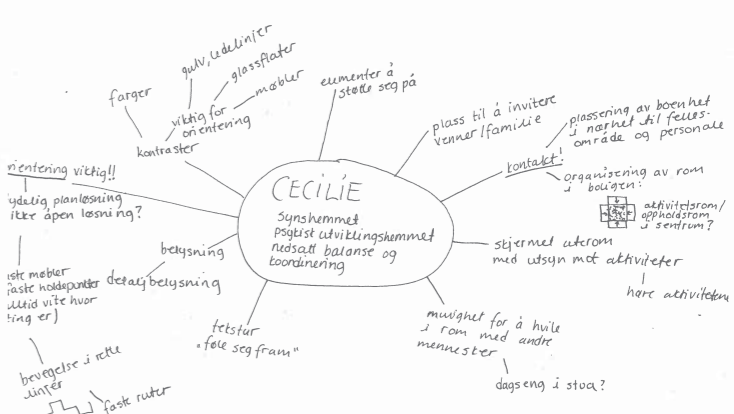 CECILIE
synshemmet
psykisk utviklingshemmet
nedsatt balanse og
koordinering
elementer å
støtte seg på
plass til å invitere
venner/familie
kontakt!
plassering av boenhet
i nærhet til felles-
område og personale
organisering av rom
i boligen:
aktivitetsrom/
oppholdsrom
i sentrum?
skjermet uterom
med utsyn mot aktiviteter
høre aktivitetene
mulighet for å hvile
i rom med andre
mennesker
dagseng i stua?
tekstur
"føle seg fram"
belysning
detaljbelysning
orientering viktig!!
tydelig planløsning
ikke åpen løsning?
faste møbler
faste holdepunkter
alltid vite hvor
ting er)
bevegelse i rette
linjer
faste ruter
kontraster
farger
viktig for
orientering
gulv, ledelinjer
glassflater
møbler